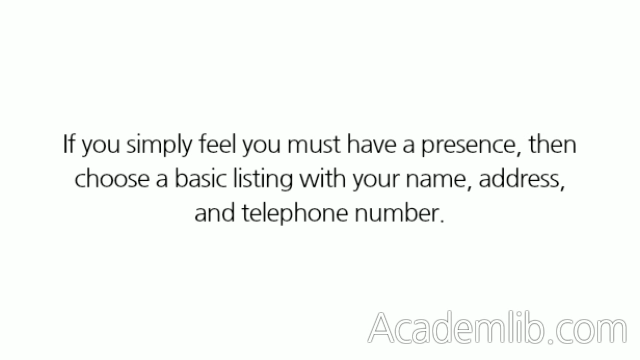 If you simply feel you must have a presence, then
choose a basic listing with your name, address,
and telephone number.
Academlib.com